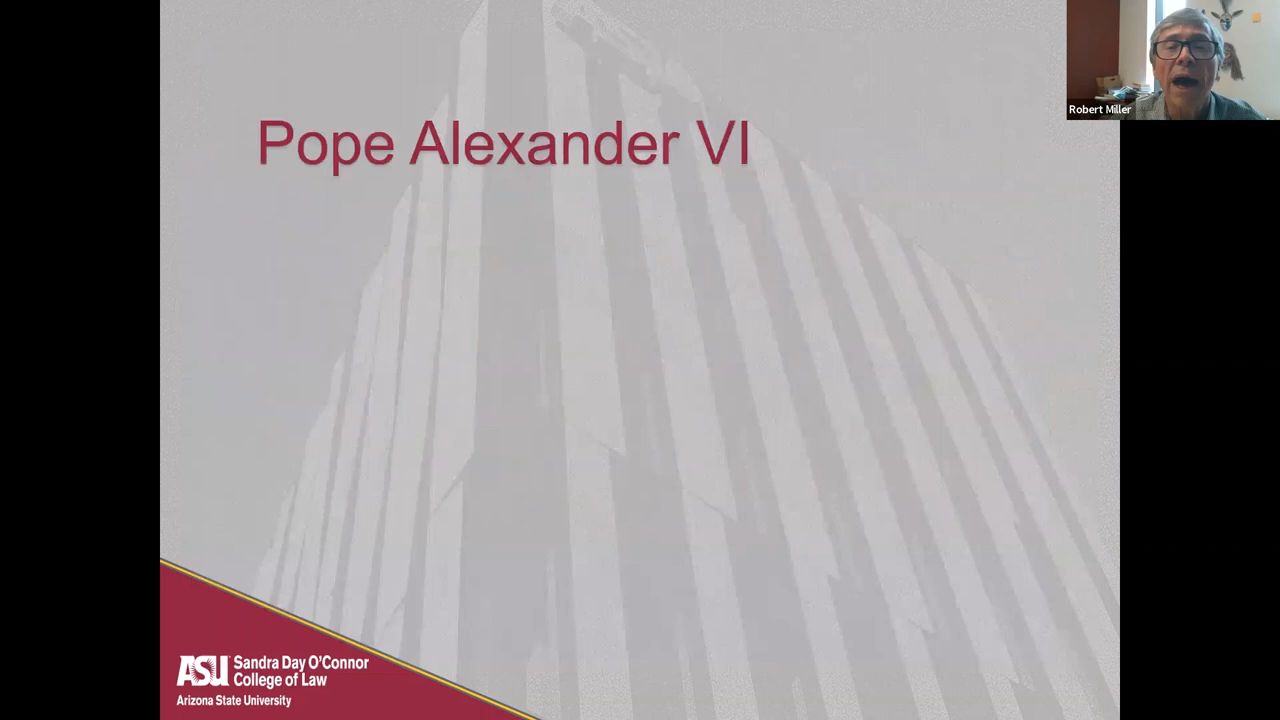 Pope Alexander VI
Robert Miller
ASU Sandra Day O'Connor
College of Law
Arizona State University